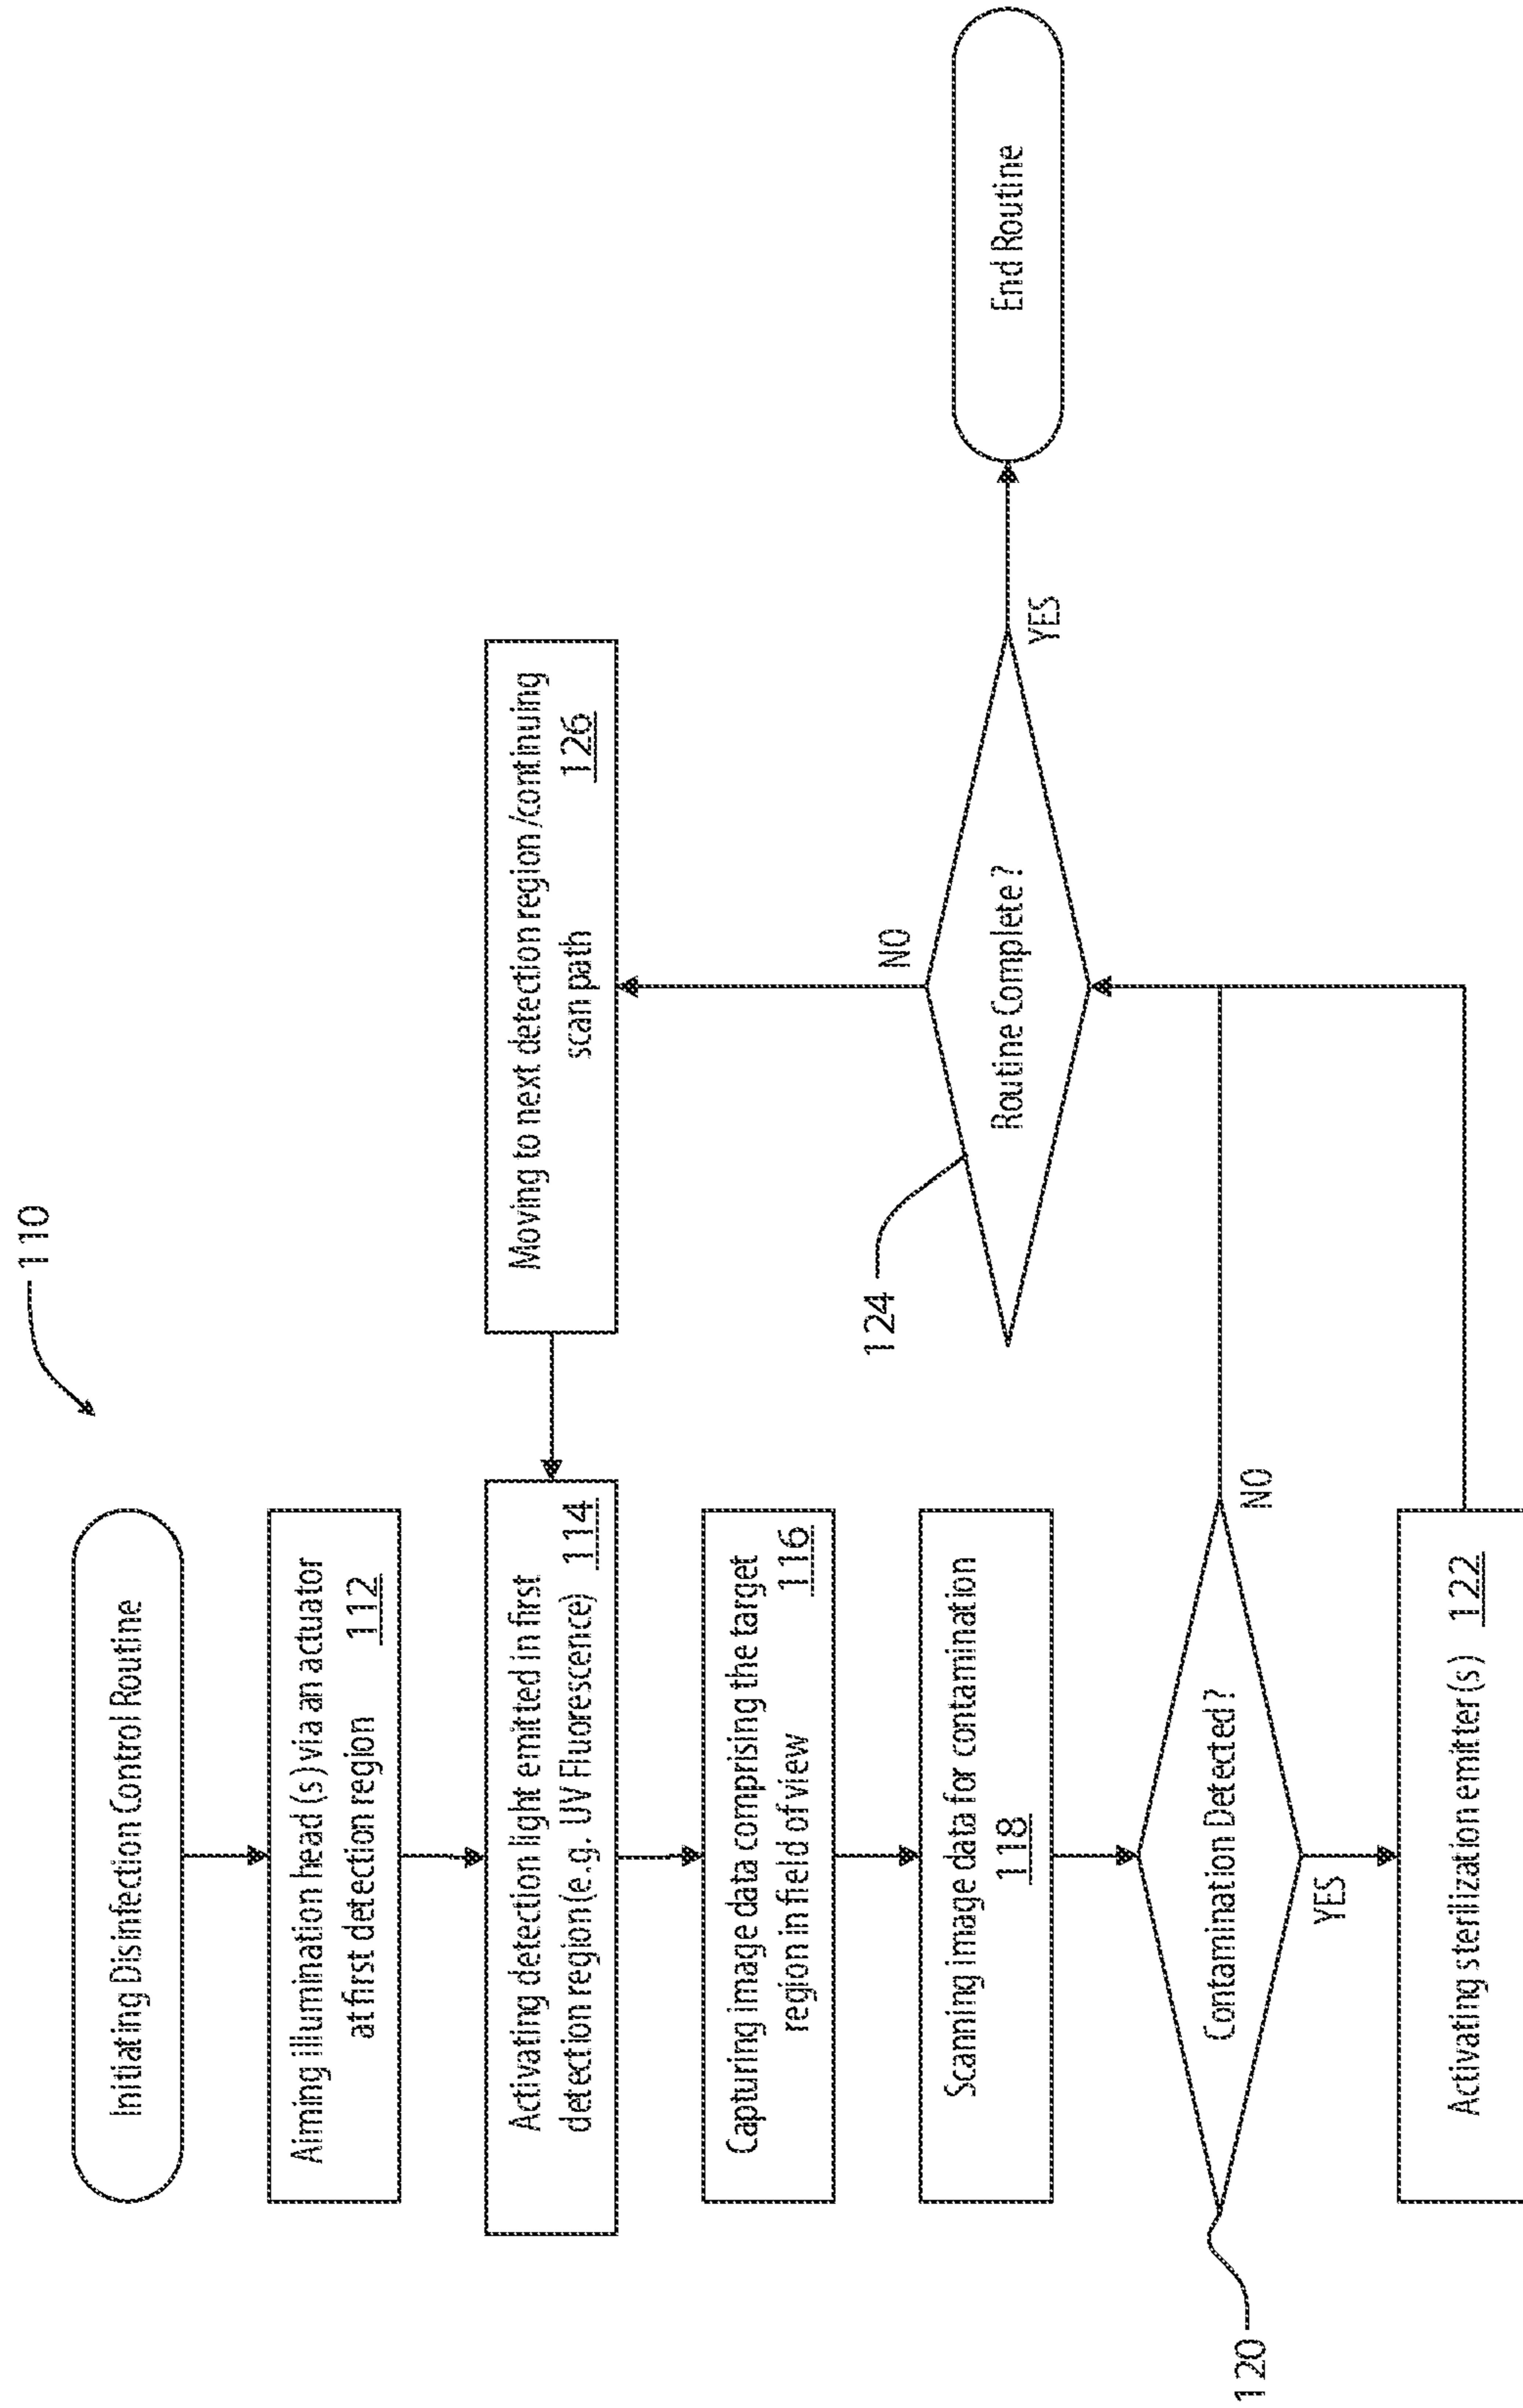 110
Initiating Disinfection Control Routine
Aiming illumination head(s) via an actuator
at first detection region 112
Activating detection light emitted in first
detection region (e.g. UV Fluorescence) 114
Capturing image data comprising the target
region in field of view 116
Scanning image data for contamination
118
Contamination Detected?
120
NO
YES
Activating sterilization emitter(s) 122
Moving to next detection region/continuing
scan path 126
NO
124
Routine Complete?
YES
End Routine